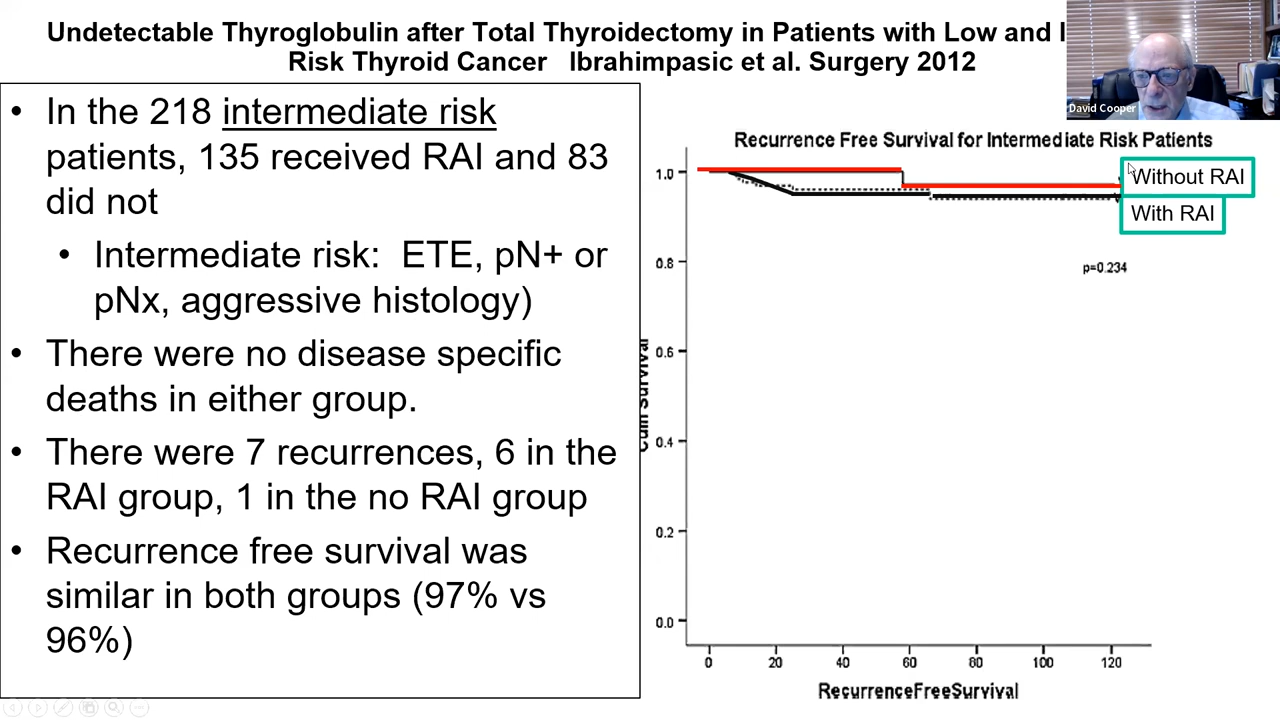 Undetectable Thyroglobulin after Total Thyroidectomy in Patients with Low and
Risk Thyroid Cancer Ibrahimpasic et al. Surgery 2012
David Cooper
• In the 218 intermediate risk
patients, 135 received RAI and 83
did not
• Intermediate risk: ETE, pN+ or
pNx, aggressive histology)
• There were no disease specific
deaths in either group.
• There were 7 recurrences, 6 in the
RAI group, 1 in the no RAI group
• Recurrence free survival was
similar in both groups (97% vs
96%)
Recurrence Free Survival for Intermediate Risk Patients
Without RAI
With RAI
p=0.234
1.0
0.8
0.6
0.4
0.2
0.0
Survival
0 20 40 60 80 100 120
RecurrenceFreeSurvival